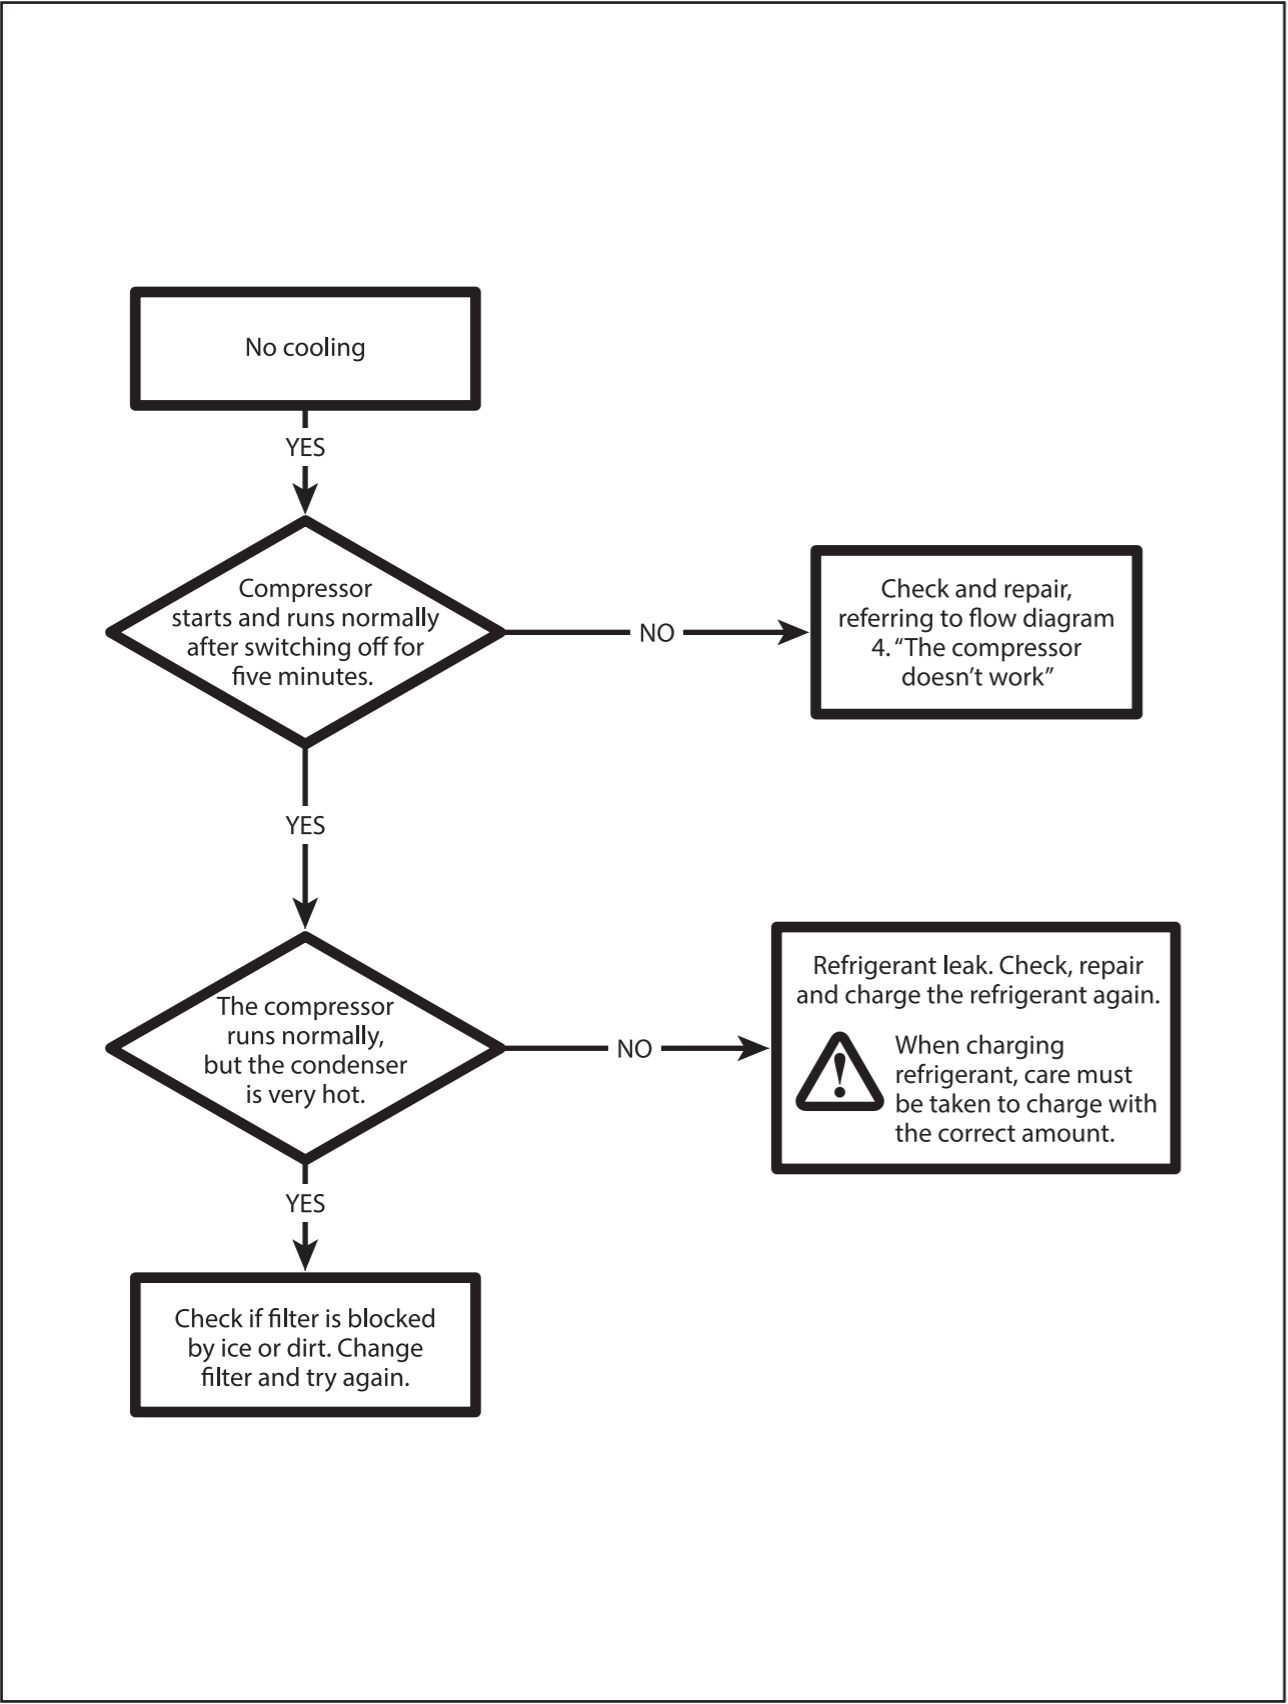 No cooling
YES
Compressor
starts and runs normally
after switching off for
five minutes.
NO
Check and repair,
referring to flow diagram
4. “The compressor
doesn’t work”
YES
The compressor
runs normally,
but the condenser
is very hot.
NO
Refrigerant leak. Check, repair
and charge the refrigerant again.
!
When charging
refrigerant, care must
be taken to charge with
the correct amount.
YES
Check if filter is blocked
by ice or dirt. Change
filter and try again.